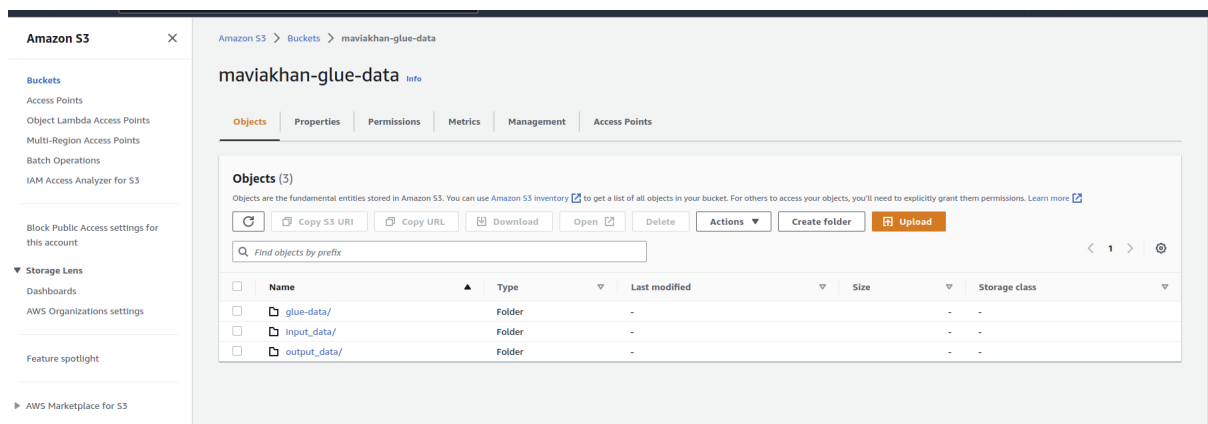 Amazon S3
Buckets
Access Points
Object Lambda Access Points
Multi-Region Access Points
Batch Operations
IAM Access Analyzer for S3
Block Public Access settings for
this account
Storage Lens
Dashboards
AWS Organizations settings
Feature spotlight
AWS Marketplace for S3
Amazon S3 > Buckets > maviakhan-glue-data
maviakhan-glue-data Info
Objects Properties Permissions Metrics Management Access Points
Objects (3)
Objects are the fundamental entities stored in Amazon S3. You can use Amazon S3 inventory to get a list of all objects in your bucket. For others to access your objects, you'll need to explicitly grant them permissions. Learn more
Copy S3 URI Copy URL Download Open Delete Actions Create folder Upload
Find objects by prefix
1
Name Type Last modified Size Storage class
glue-data/ Folder - - -
input_data/ Folder - - -
output_data/ Folder - - -